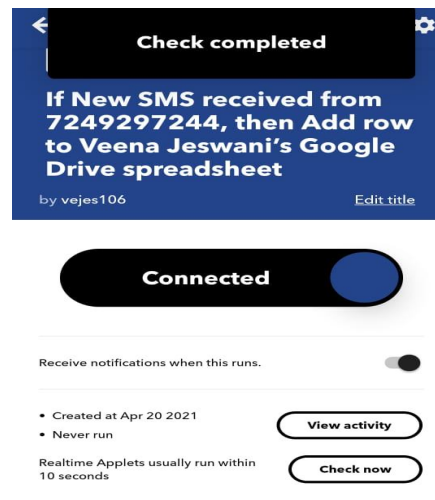 Check completed
If New SMS received from
7249297244, then Add row
to Veena Jeswani's Google
Drive spreadsheet
by vejes106
Edit title
Connected
Receive notifications when this runs.
• Created at Apr 20 2021
• Never run
View activity
Realtime Applets usually run within
10 seconds
Check now